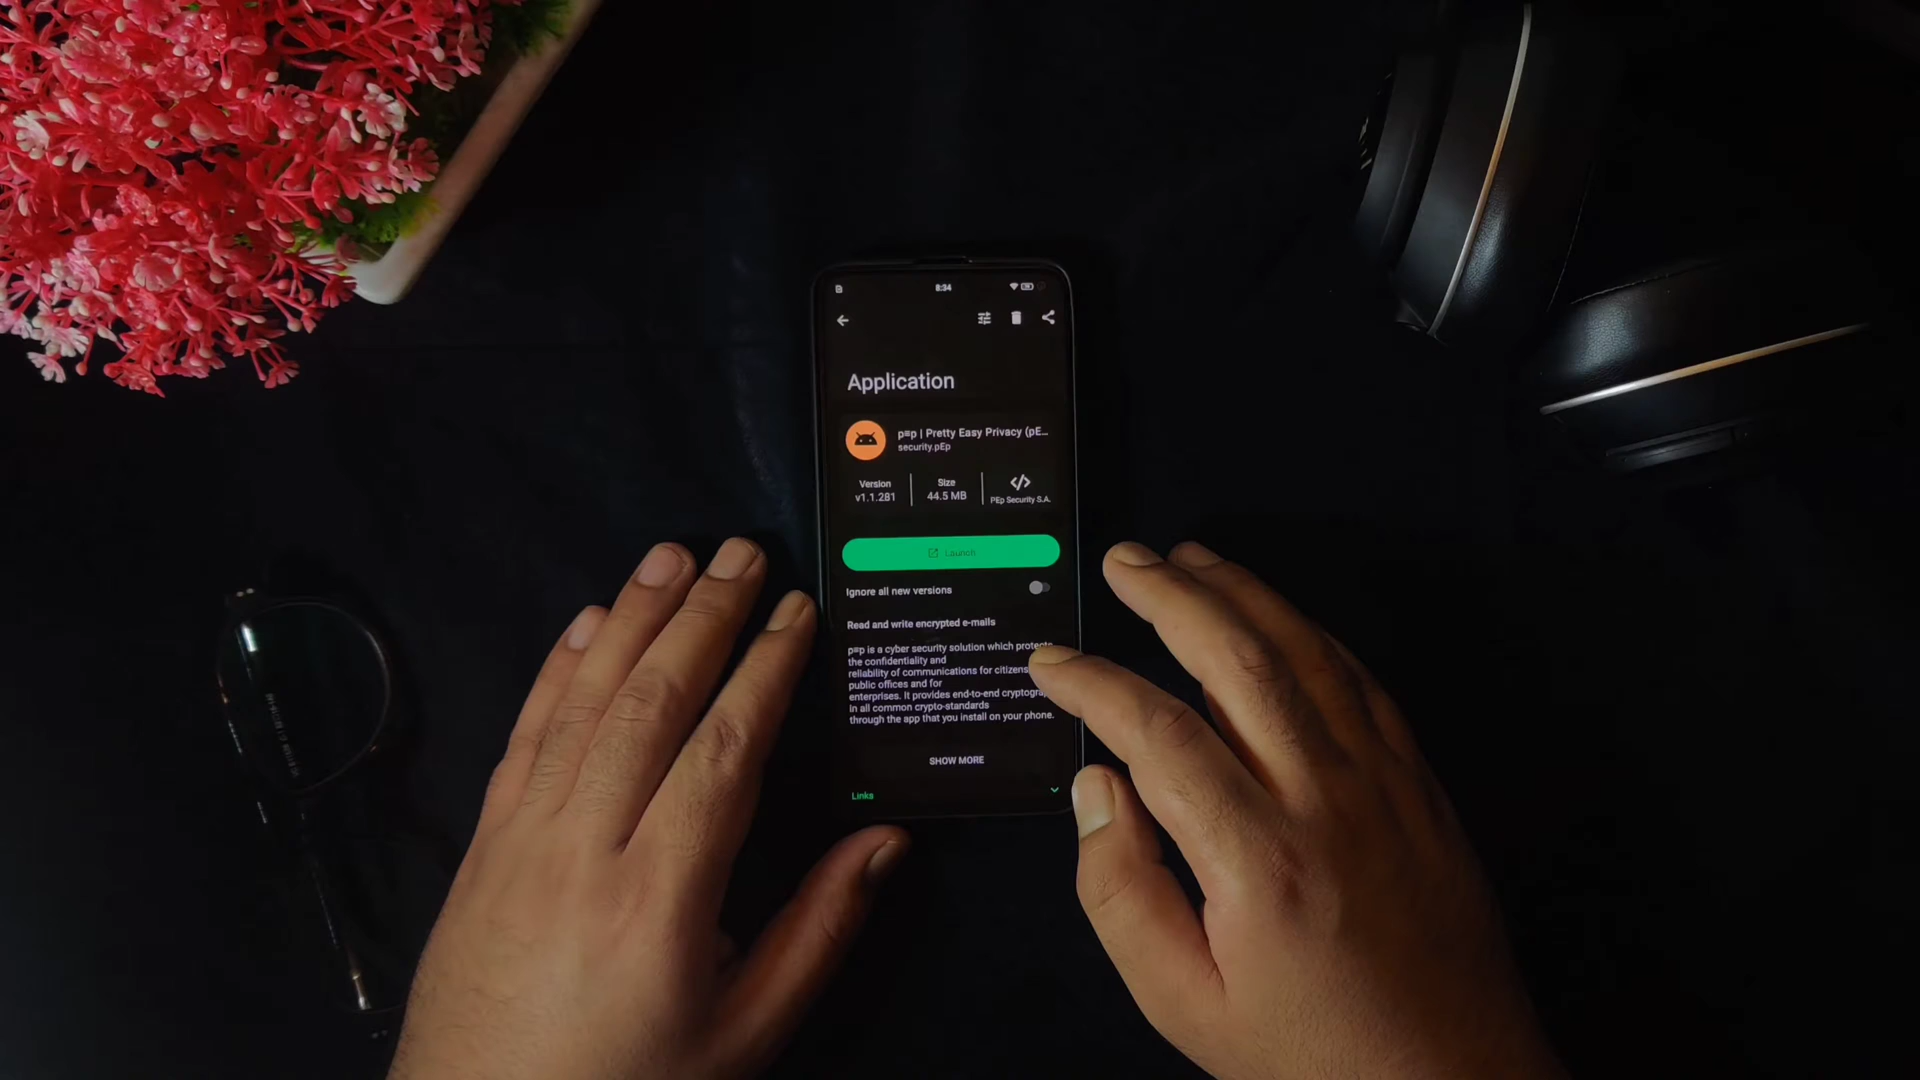 8:34
Application
p≡p | Pretty Easy Privacy (pE...
security.pEp
Version
v1.1.281
Size
44.5 MB
PEp Security S.A.
Launch
Ignore all new versions
Read and write encrypted e-mails
p≡p is a cyber security solution which protects
the confidentiality and
reliability of communications for citizens,
public offices and for
enterprises. It provides end-to-end
in all common crypto-standards
through the app that you install on your phone.
SHOW MORE
Links